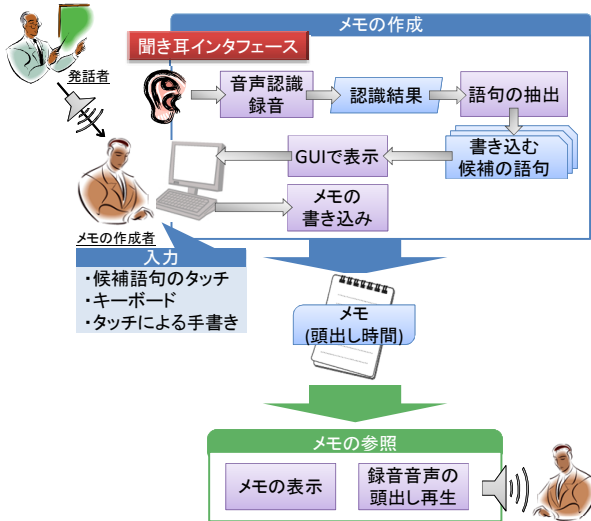 メモの作成
聞き耳インタフェース
発話者
音声認識
録音
認識結果
語句の抽出
GUIで表示
書き込む
候補の語句
メモの
書き込み
メモの作成者
入力
・候補語句のタッチ
・キーボード
・タッチによる手書き
メモ
(頭出し時間)
メモの参照
メモの表示
録音音声の
頭出し再生